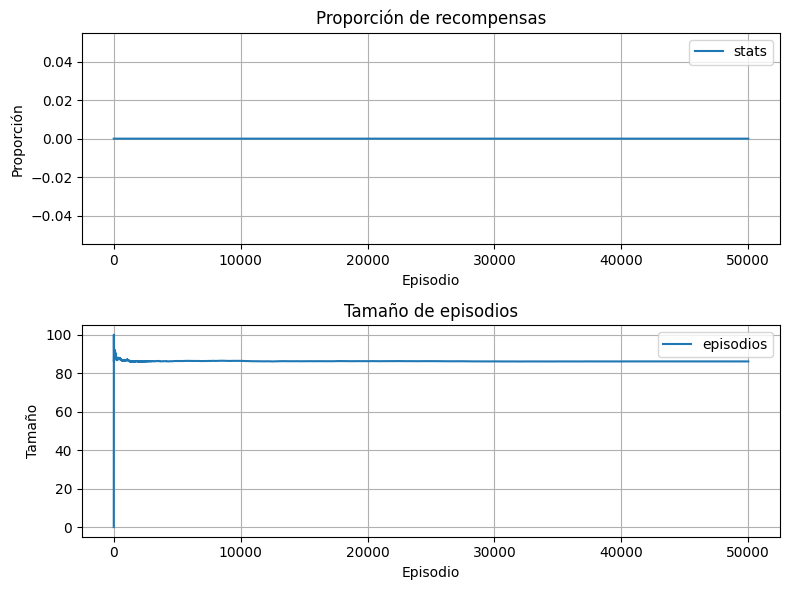 Proporción de recompensas
stats
0.04
0.02
0.00
−0.02
−0.04
Proporción
0 10000 20000 30000 40000 50000
Episodio
Tamaño de episodios
episodios
100
80
60
40
20
0
Tamaño
0 10000 20000 30000 40000 50000
Episodio